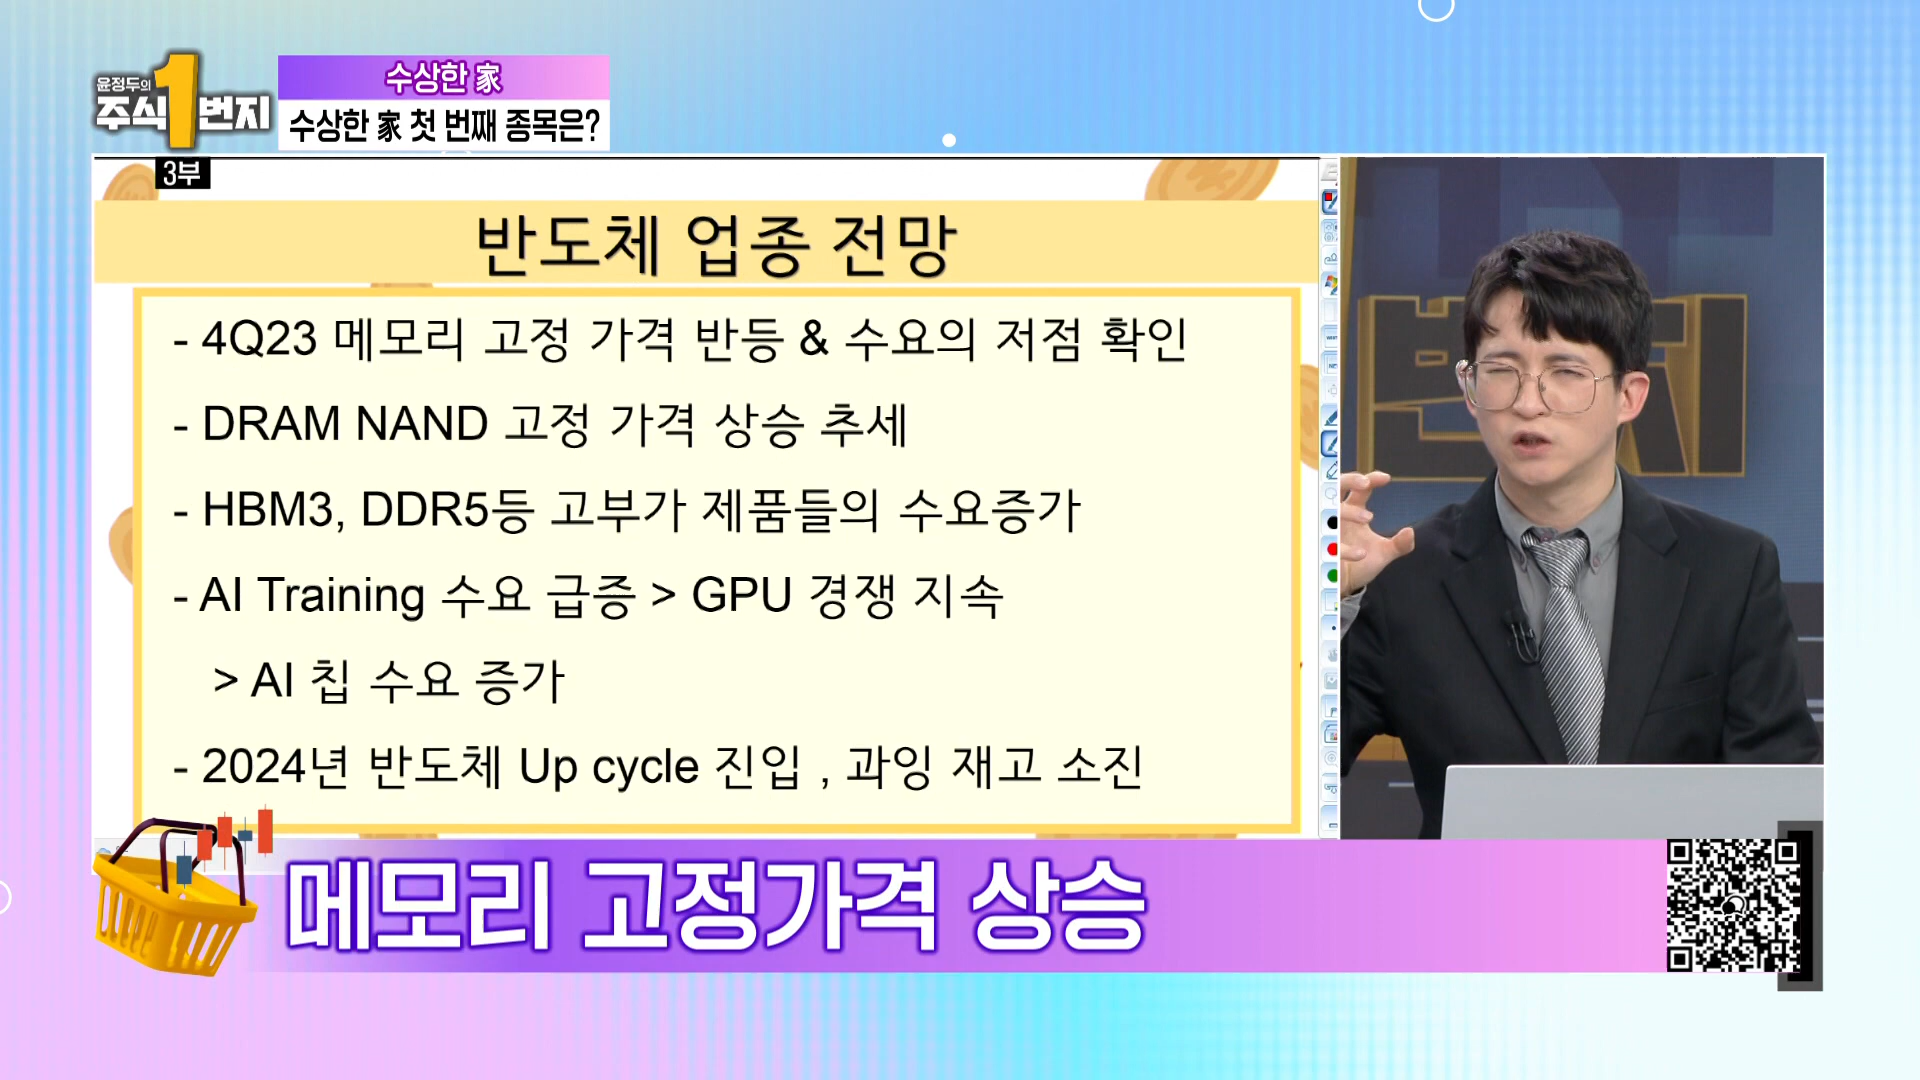 윤정두의
주식1번지
수상한 家
수상한 家 첫 번째 종목은?
3부
반도체 업종 전망
- 4Q23 메모리 고정 가격 반등 & 수요의 저점 확인
- DRAM NAND 고정 가격 상승 추세
- HBM3, DDR5등 고부가 제품들의 수요증가
- AI Training 수요 급증 > GPU 경쟁 지속
> AI 칩 수요 증가
- 2024년 반도체 Up cycle 진입 , 과잉 재고 소진
번지
메모리 고정가격 상승